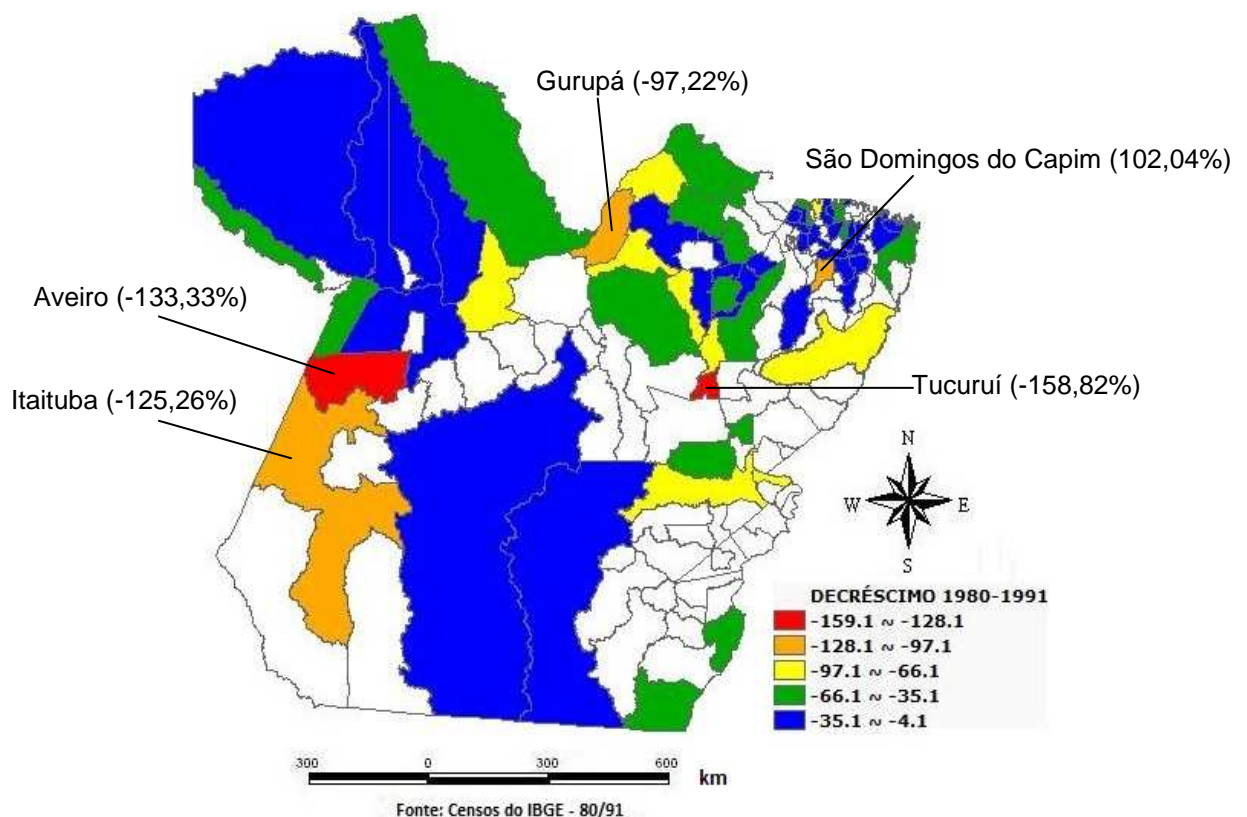 Gurupá (-97,22%)
São Domingos do Capim (102,04%)
Aveiro (-133,33%)
Itaituba (-125,26%)
Tucuruí (-158,82%)
N
W E
S
DECRÉSCIMO 1980-1991
-159.1 ~ -128.1
-128.1 ~ -97.1
-97.1 ~ -66.1
-66.1 ~ -35.1
-35.1 ~ -4.1
300 0 300 600
km
Fonte: Censos do IBGE - 80/91